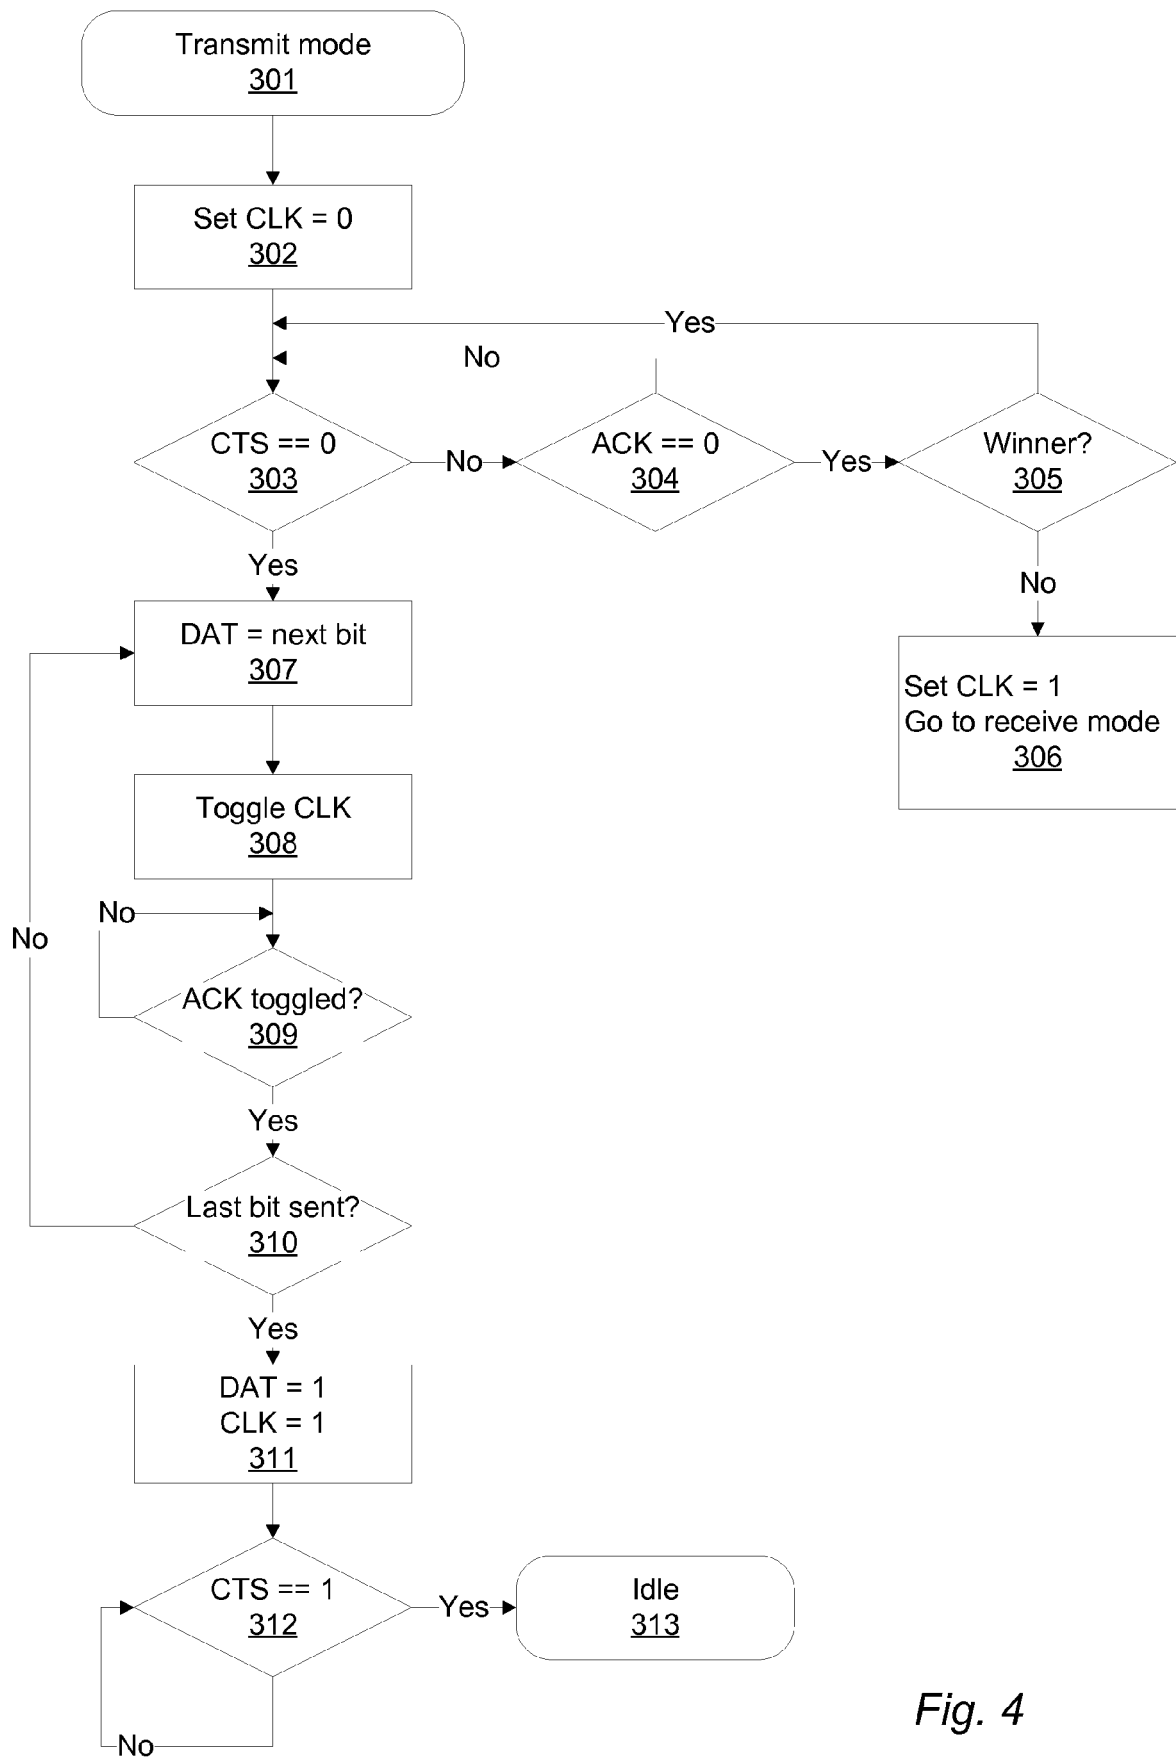 Transmit mode
301
Set CLK = 0
302
Yes
No
CTS == 0
303
No
ACK == 0
304
Yes
Winner?
305
Yes
No
DAT = next bit
307
Set CLK = 1
Go to receive mode
306
Toggle CLK
308
No
No
ACK toggled?
309
Yes
Last bit sent?
310
Yes
DAT = 1
CLK = 1
311
CTS == 1
312
Yes
Idle
313
No
Fig. 4